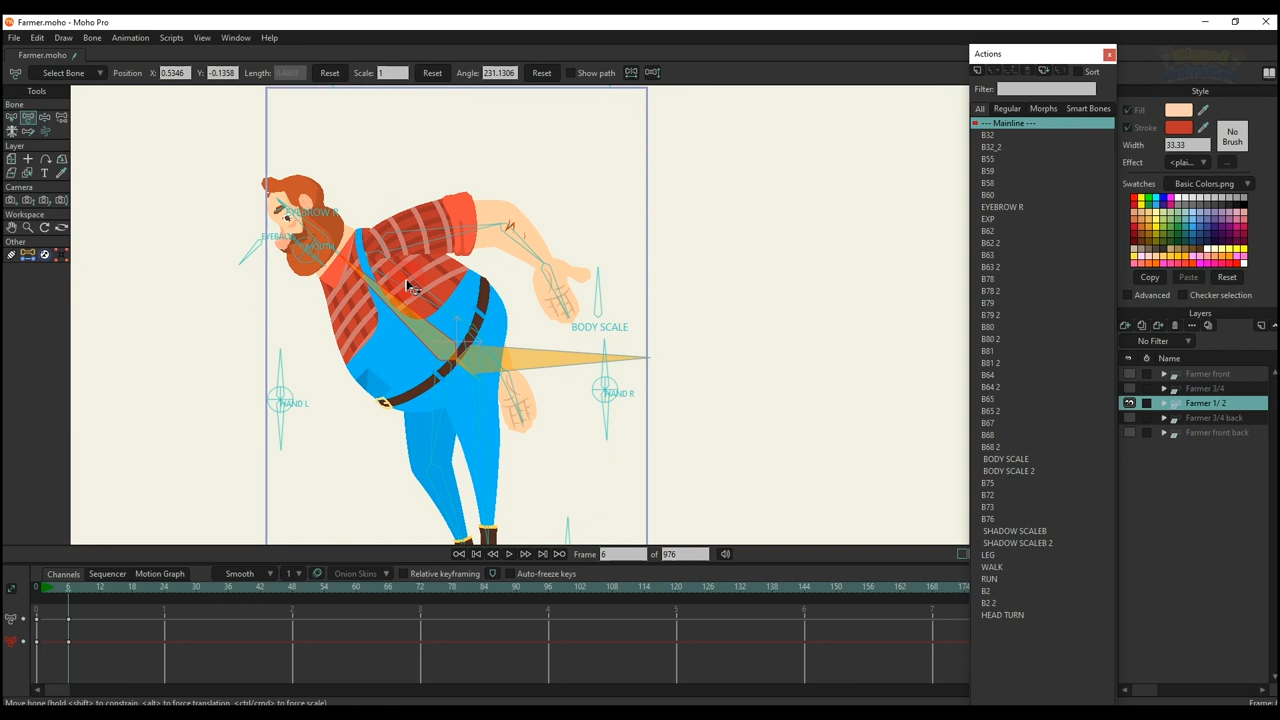 Farmer.moho - Moho Pro
File Edit Draw Bone Animation Scripts View Window Help
Farmer.moho
Select Bone Position X: 0.5346 Y: -0.1358 Length: Reset Scale: 1 Reset Angle: 231.1306 Reset Show path
Tools
Bone
Layer
Camera
Workspace
Other
EYEBROW R
MOUTH
BODY SCALE
HAND L
HAND R
Actions
Sort
Filter:
All Regular Morphs Smart Bones
--- Mainline ---
B32
B32_2
B55
B59
B58
B60
EYEBROW R
EXP
B62
B62 2
B63
B63 2
B78
B78 2
B79
B79 2
B80
B80 2
B81
B81 2
B64
B64 2
B65
B65 2
B67
B68
B68 2
BODY SCALE
BODY SCALE 2
B75
B72
B73
B76
SHADOW SCALEB
SHADOW SCALEB 2
LEG
WALK
RUN
B2
B2 2
HEAD TURN
Style
Fill
Stroke
No Brush
Width 33.33
Effect <plai...
...
Swatches Basic Colors.png
Copy Paste Reset
Advanced Checker selection
Layers
No Filter
Name
Farmer front
Farmer 3/4
Farmer 1/ 2
Farmer 3/4 back
Farmer front back
Frame 6 of 976
Channels Sequencer Motion Graph Smooth 1 Onion Skins Relative keyframing Auto-freeze keys
0 6 12 18 24 30 36 42 48 54 60 66 72 78 84 90 96 102 108 114 120 126 132 138 144 150 156 162 168 174
0 1 2 3 4 5 6 7
Move bone (hold <shift> to constrain, <alt> to force translation, <ctrl/cmd> to force scale)
Frame: